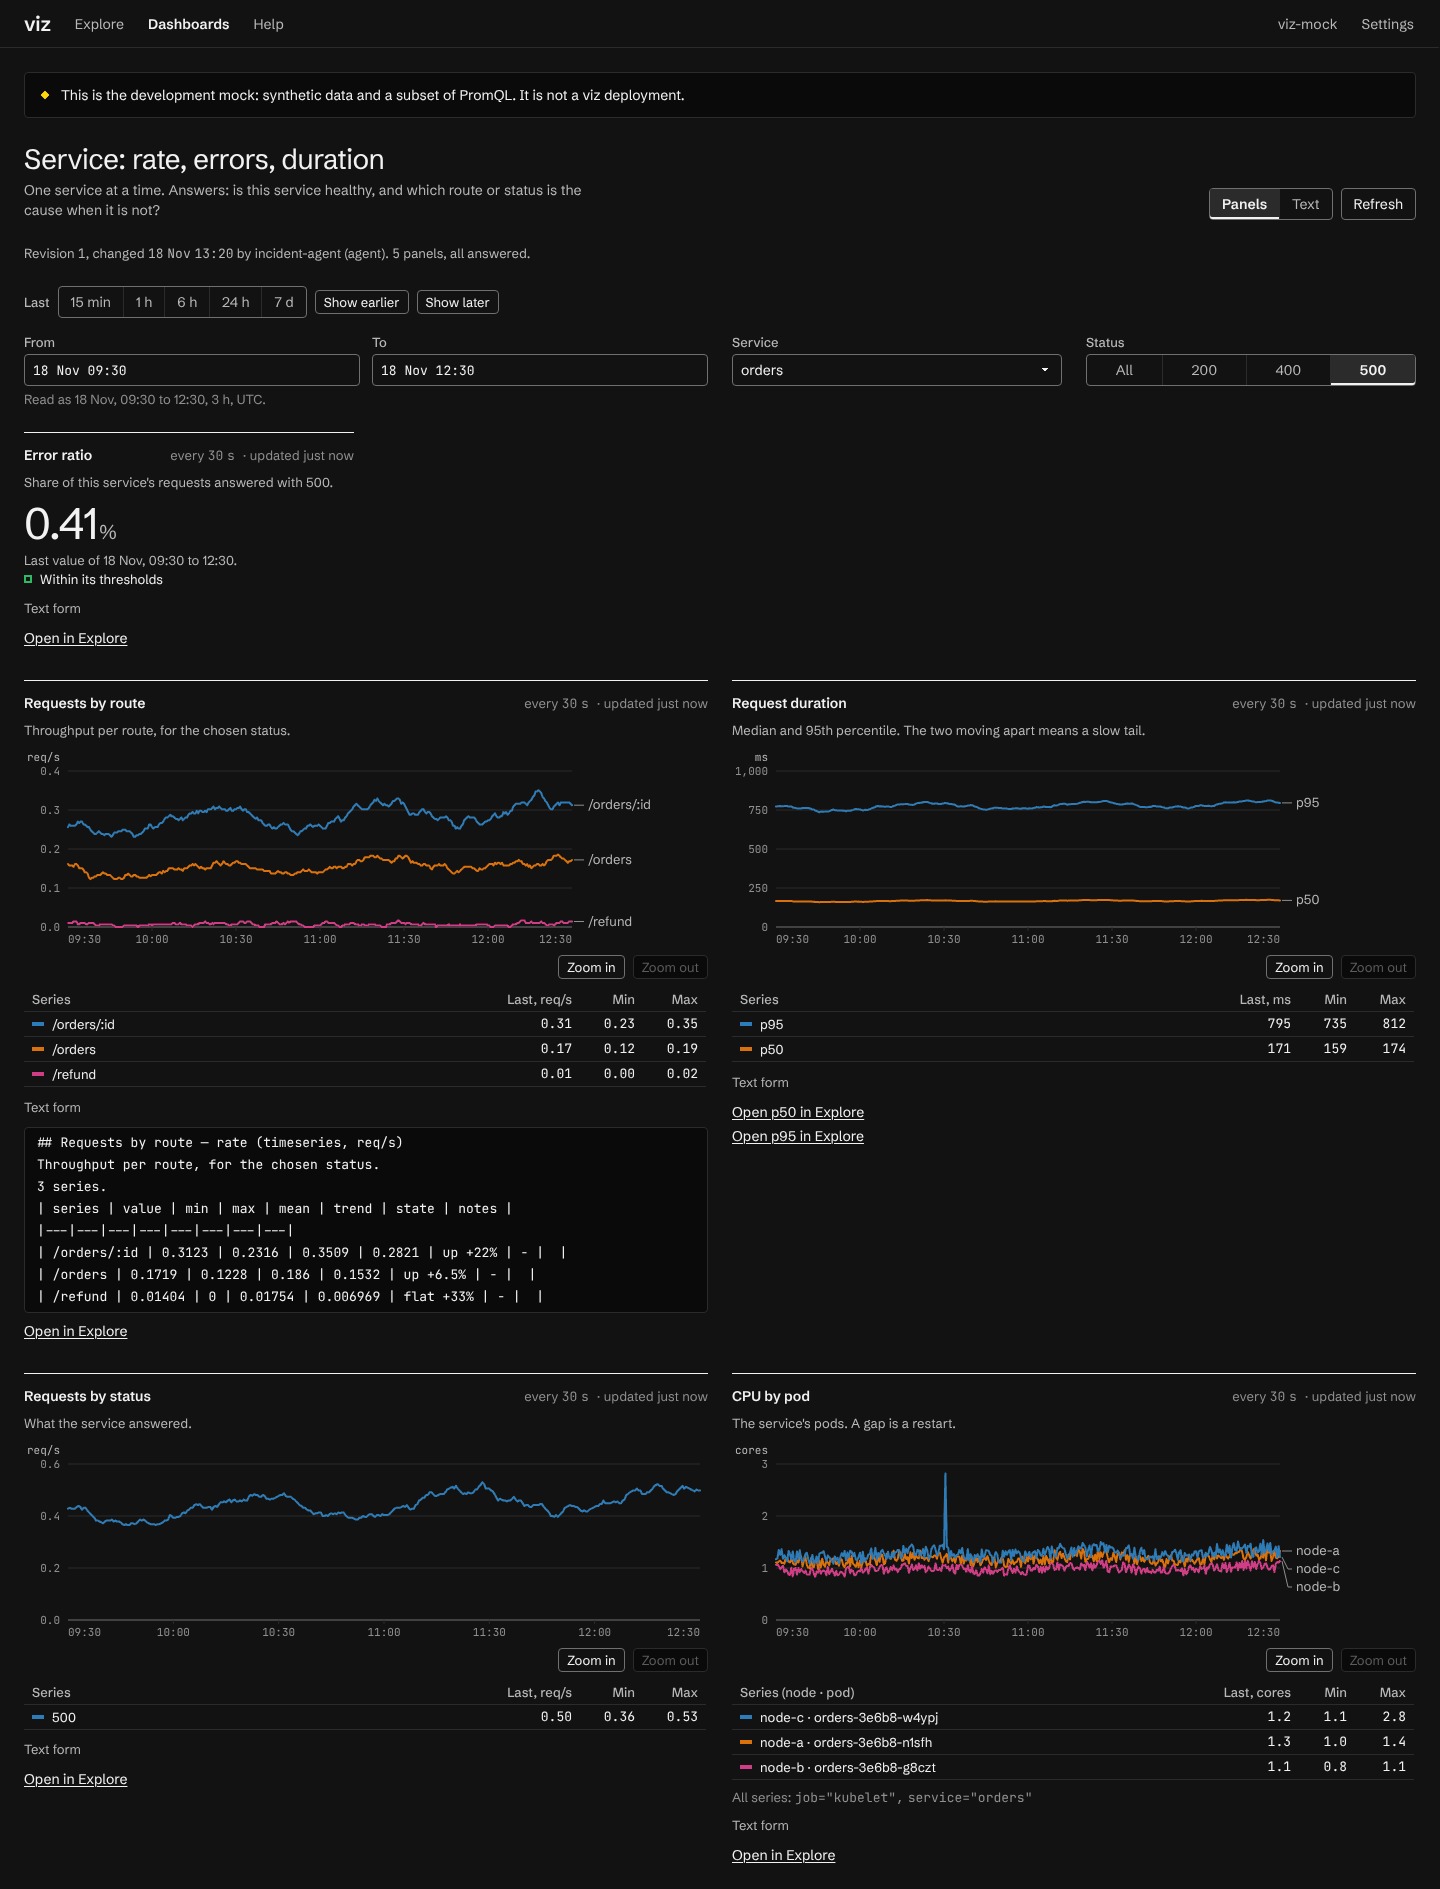 viz Explore Dashboards Help viz-mock Settings
This is the development mock: synthetic data and a subset of PromQL. It is not a viz deployment.
Service: rate, errors, duration
One service at a time. Answers: is this service healthy, and which route or status is the
cause when it is not?
Panels Text Refresh
Revision 1, changed 18 Nov 13:20 by incident-agent (agent). 5 panels, all answered.
Last 15 min 1 h 6 h 24 h 7 d Show earlier Show later
From To Service Status
18 Nov 09:30 18 Nov 12:30 orders All 200 400 500
Read as 18 Nov, 09:30 to 12:30, 3 h, UTC.
Error ratio every 30 s · updated just now
Share of this service's requests answered with 500.
0.41%
Last value of 18 Nov, 09:30 to 12:30.
Within its thresholds
Text form
Open in Explore
Requests by route every 30 s · updated just now
Throughput per route, for the chosen status.
req/s
0.4
0.3
0.2
0.1
0.0
/orders/:id
/orders
/refund
09:30 10:00 10:30 11:00 11:30 12:00 12:30
Zoom in Zoom out
Series Last, req/s Min Max
/orders/:id 0.31 0.23 0.35
/orders 0.17 0.12 0.19
/refund 0.01 0.00 0.02
Text form
## Requests by route — rate (timeseries, req/s)
Throughput per route, for the chosen status.
3 series.
| series | value | min | max | mean | trend | state | notes |
|---|---|---|---|---|---|---|---|
| /orders/:id | 0.3123 | 0.2316 | 0.3509 | 0.2821 | up +22% | - |  |
| /orders | 0.1719 | 0.1228 | 0.186 | 0.1532 | up +6.5% | - |  |
| /refund | 0.01404 | 0 | 0.01754 | 0.006969 | flat +33% | - |  |
Open in Explore
Request duration every 30 s · updated just now
Median and 95th percentile. The two moving apart means a slow tail.
ms
1,000
750
500
250
0
p95
p50
09:30 10:00 10:30 11:00 11:30 12:00 12:30
Zoom in Zoom out
Series Last, ms Min Max
p95 795 735 812
p50 171 159 174
Text form
Open p50 in Explore
Open p95 in Explore
Requests by status every 30 s · updated just now
What the service answered.
req/s
0.6
0.4
0.2
0.0
09:30 10:00 10:30 11:00 11:30 12:00 12:30
Zoom in Zoom out
Series Last, req/s Min Max
500 0.50 0.36 0.53
Text form
Open in Explore
CPU by pod every 30 s · updated just now
The service's pods. A gap is a restart.
cores
3
2
1
0
node-a
node-c
node-b
09:30 10:00 10:30 11:00 11:30 12:00 12:30
Zoom in Zoom out
Series (node · pod) Last, cores Min Max
node-c · orders-3e6b8-w4ypj 1.2 1.1 2.8
node-a · orders-3e6b8-n1sfh 1.3 1.0 1.4
node-b · orders-3e6b8-g8czt 1.1 0.8 1.1
All series: job="kubelet", service="orders"
Text form
Open in Explore